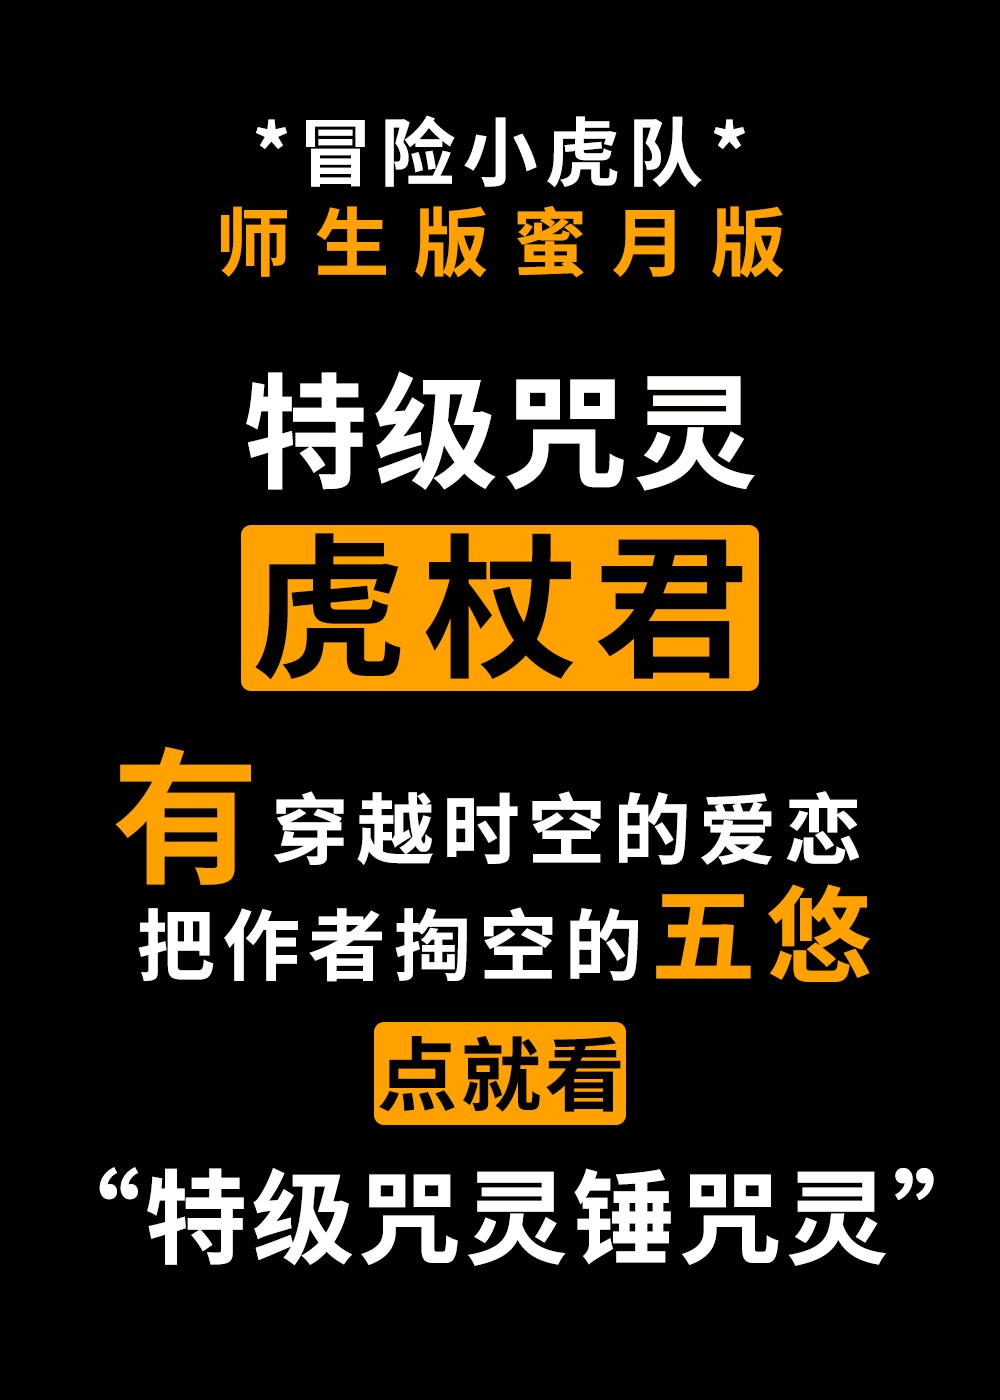 *冒险小虎队*
师生版蜜月版
特级咒灵
虎杖君
有穿越时空的爱恋
把作者掏空的五悠
点就看
“特级咒灵锤咒灵”